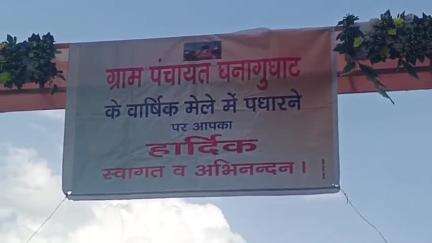 ग्राम पंचायत घनागुघाट
के वार्षिक मेले में पधारने
पर आपका
हार्दिक
स्वागत व अभिनन्दन।